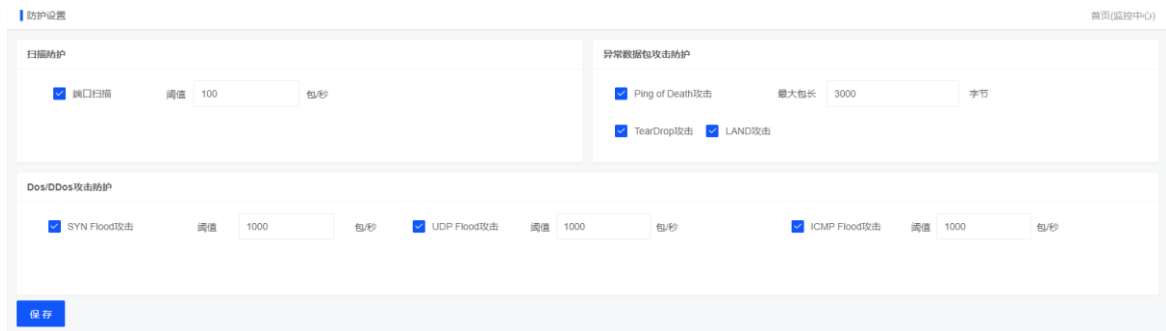 防护设置 首页(监控中心)
扫描防护
端口扫描 阈值 100 包/秒
异常数据包攻击防护
Ping of Death攻击 最大包长 3000 字节
TearDrop攻击 LAND攻击
Dos/DDos攻击防护
SYN Flood攻击 阈值 1000 包/秒 UDP Flood攻击 阈值 1000 包/秒 ICMP Flood攻击 阈值 1000 包/秒
保存